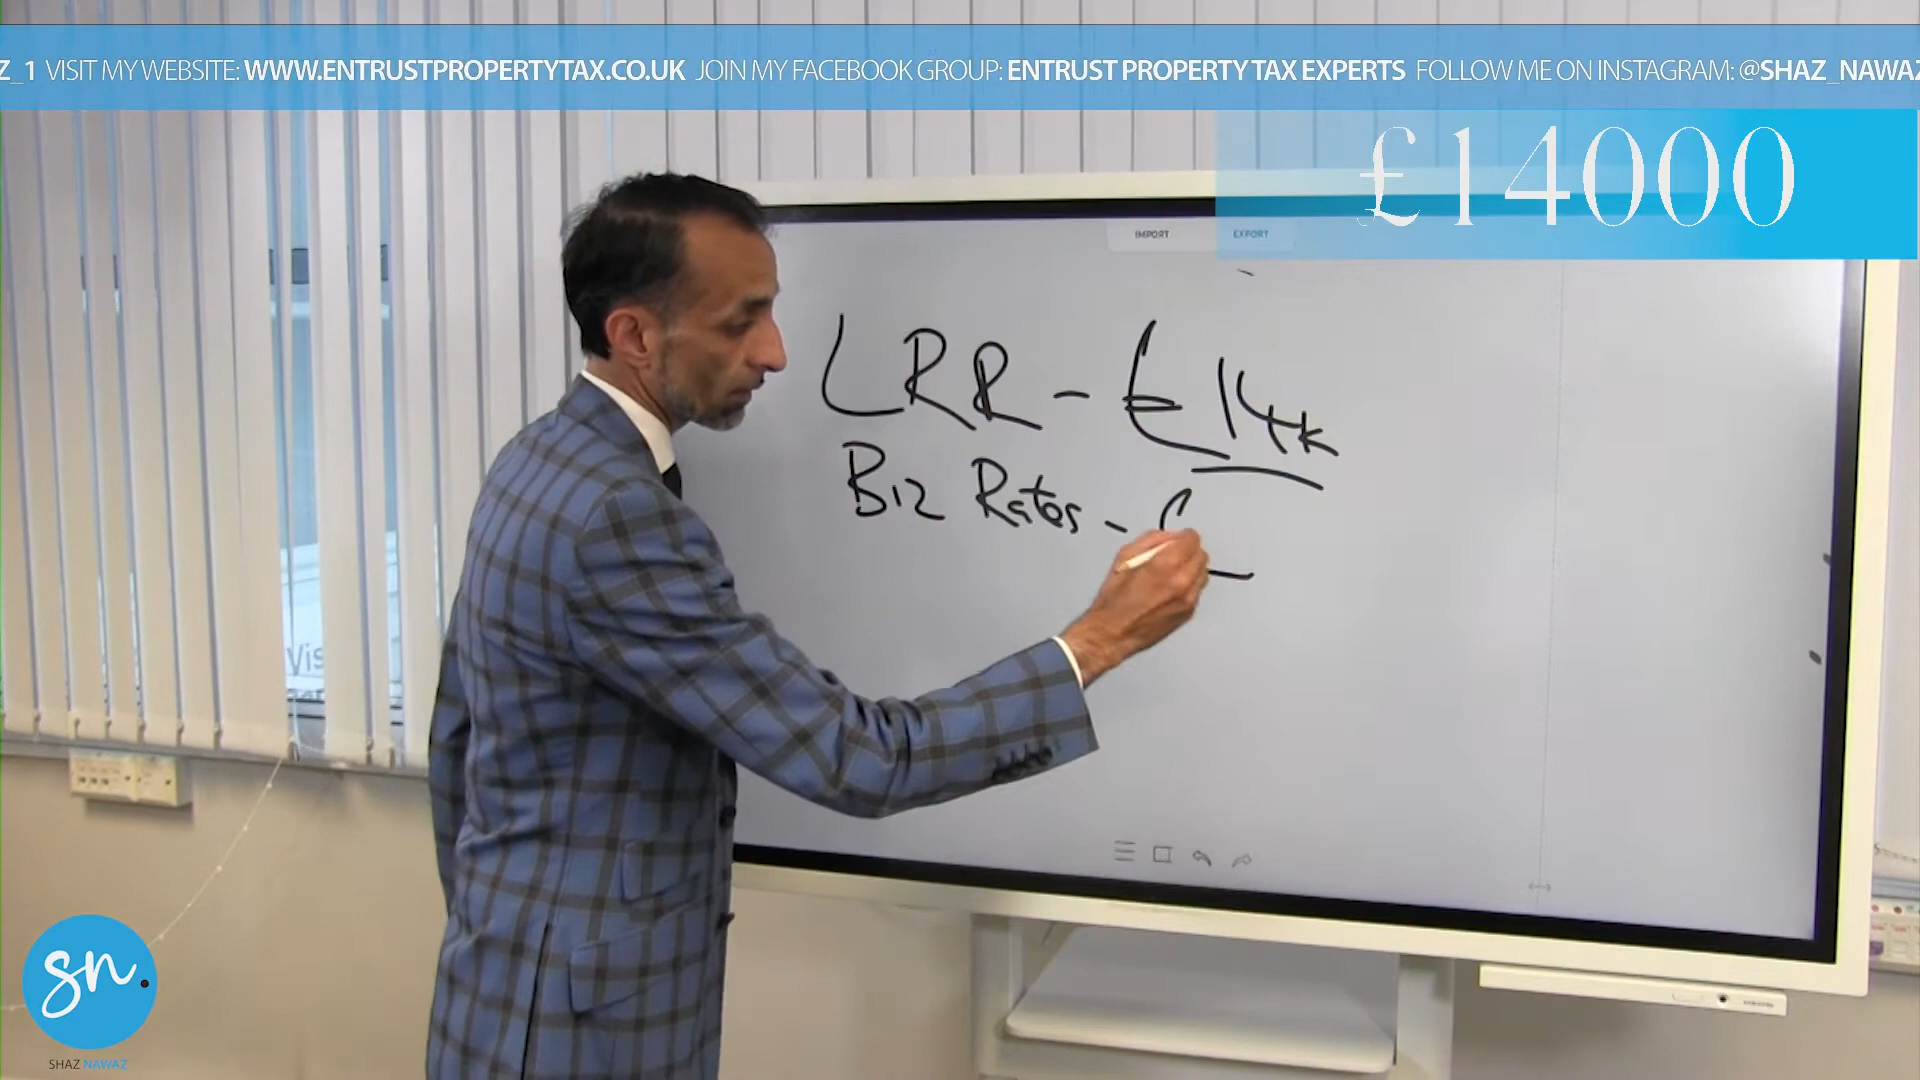 Z_1 VISIT MY WEBSITE: WWW.ENTRUSTPROPERTYTAX.CO.UK JOIN MY FACEBOOK GROUP: ENTRUST PROPERTY TAX EXPERTS FOLLOW ME ON INSTAGRAM: @SHAZ_NAWAZ
£14000
IMPORT EXPORT
LRR - £14k
Biz Rates - £
Vis
sn.
SHAZ NAWAZ